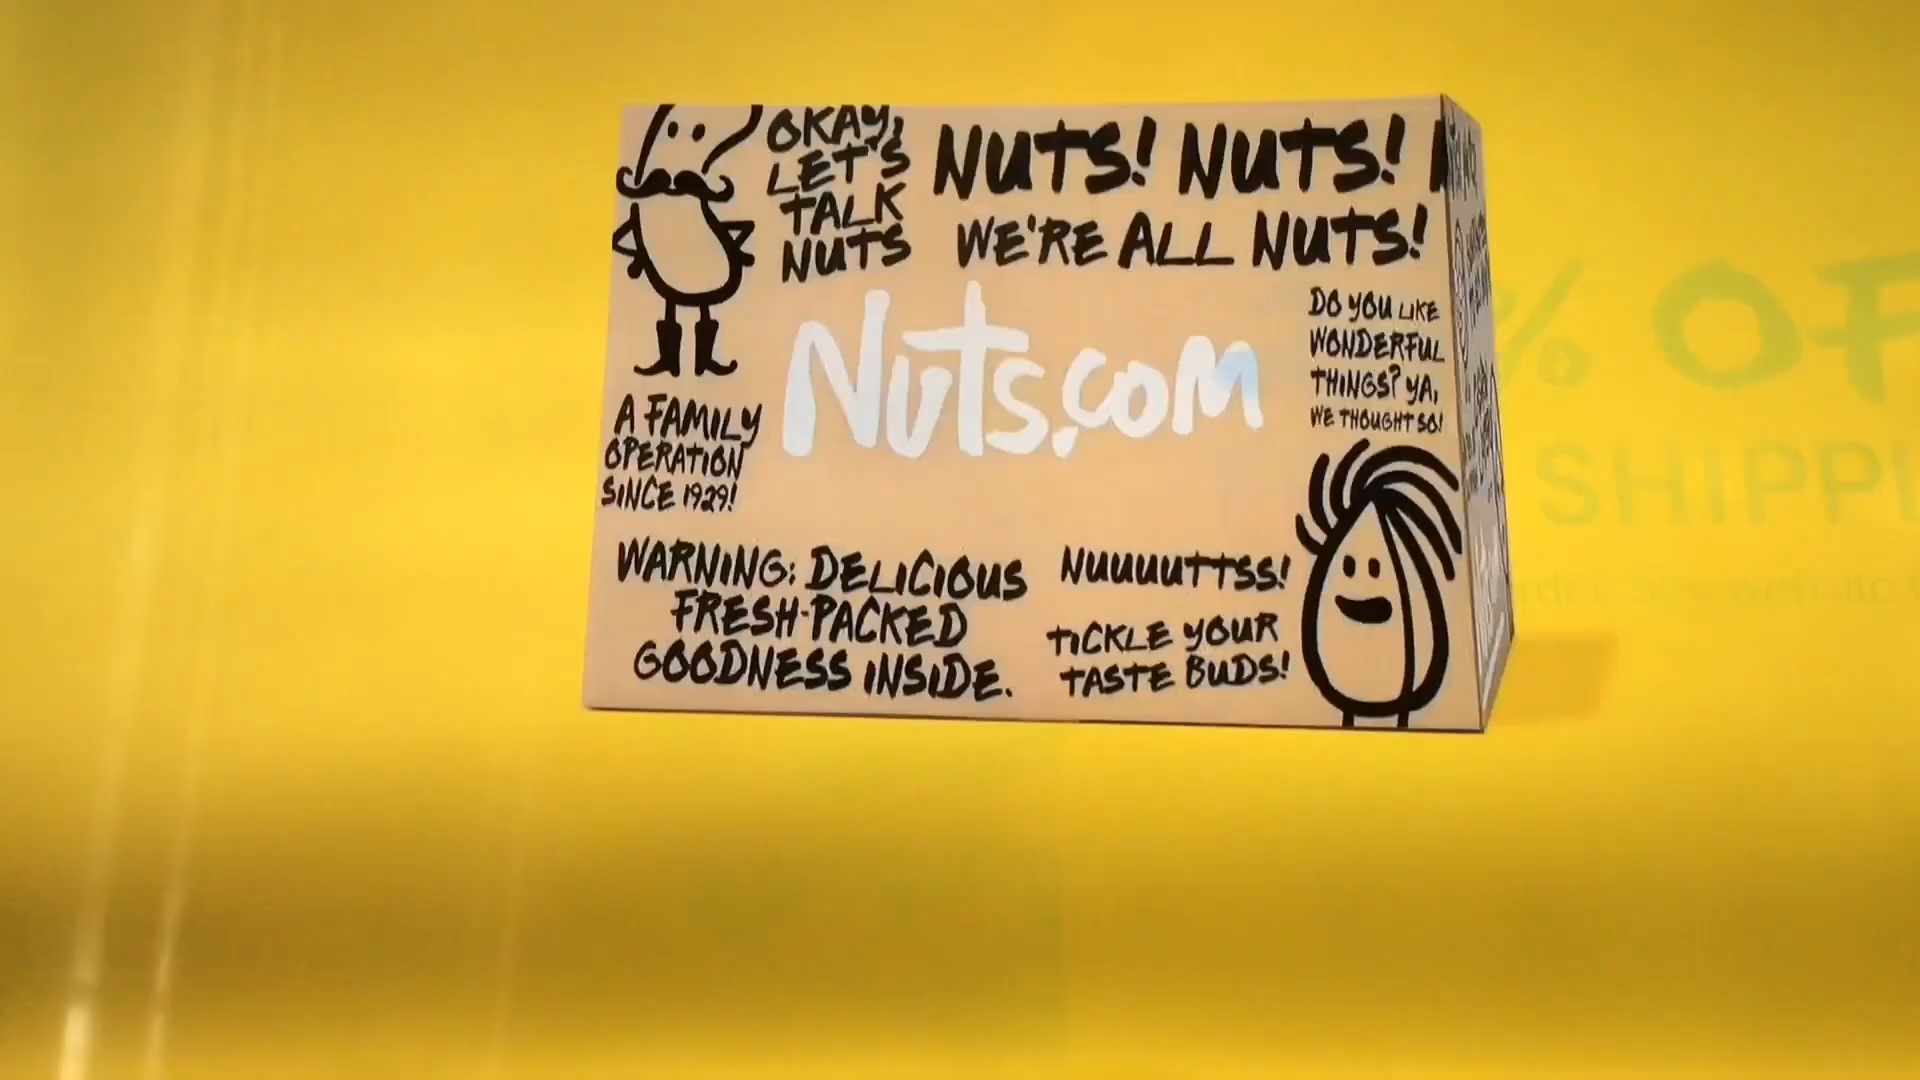 OKAY,
LET'S
TALK
NUTS
NUTS! NUTS!
WE'RE ALL NUTS!
Nuts.com
DO YOU LIKE
WONDERFUL
THINGS? YA,
WE THOUGHT SO!
A FAMILY
OPERATION
SINCE 1929!
WARNING: DELICIOUS
FRESH-PACKED
GOODNESS INSIDE.
NUUUUTTSS!
TICKLE YOUR
TASTE BUDS!
% OF
SHIPPI